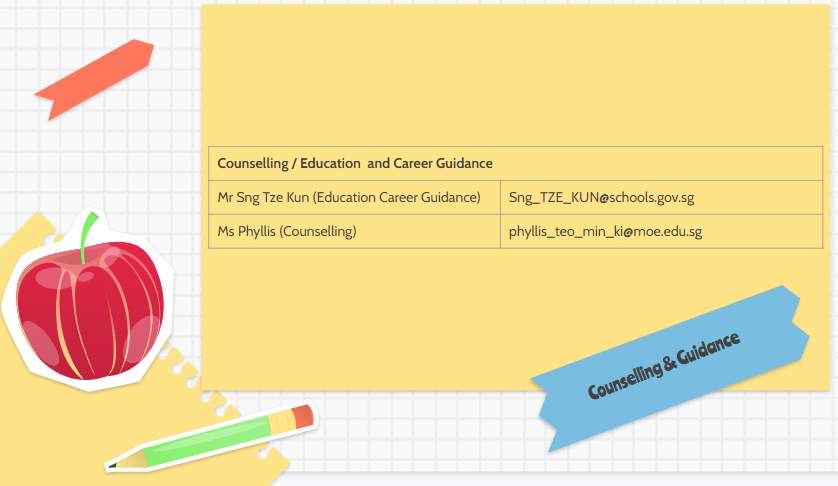 Counselling / Education and Career Guidance
Mr Sng Tze Kun (Education Career Guidance) Sng_TZE_KUN@schools.gov.sg
Ms Phyllis (Counselling) phyllis_teo_min_ki@moe.edu.sg
Counselling & Guidance